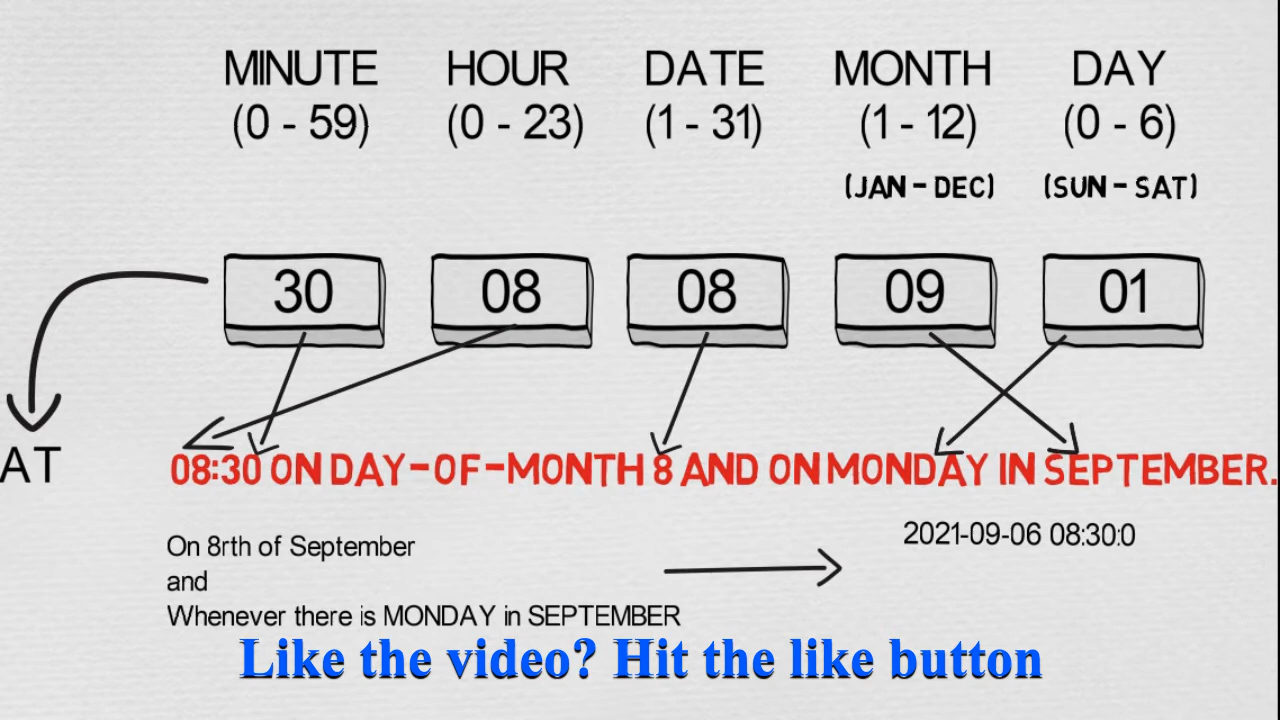 MINUTE HOUR DATE MONTH DAY
(0 - 59) (0 - 23) (1 - 31) (1 - 12) (0 - 6)
(JAN - DEC) (SUN - SAT)
30 08 08 09 01
AT 08:30 ON DAY-OF-MONTH 8 AND ON MONDAY IN SEPTEMBER.
On 8rth of September
and
Whenever there is MONDAY in SEPTEMBER
2021-09-06 08:30:0
Like the video? Hit the like button